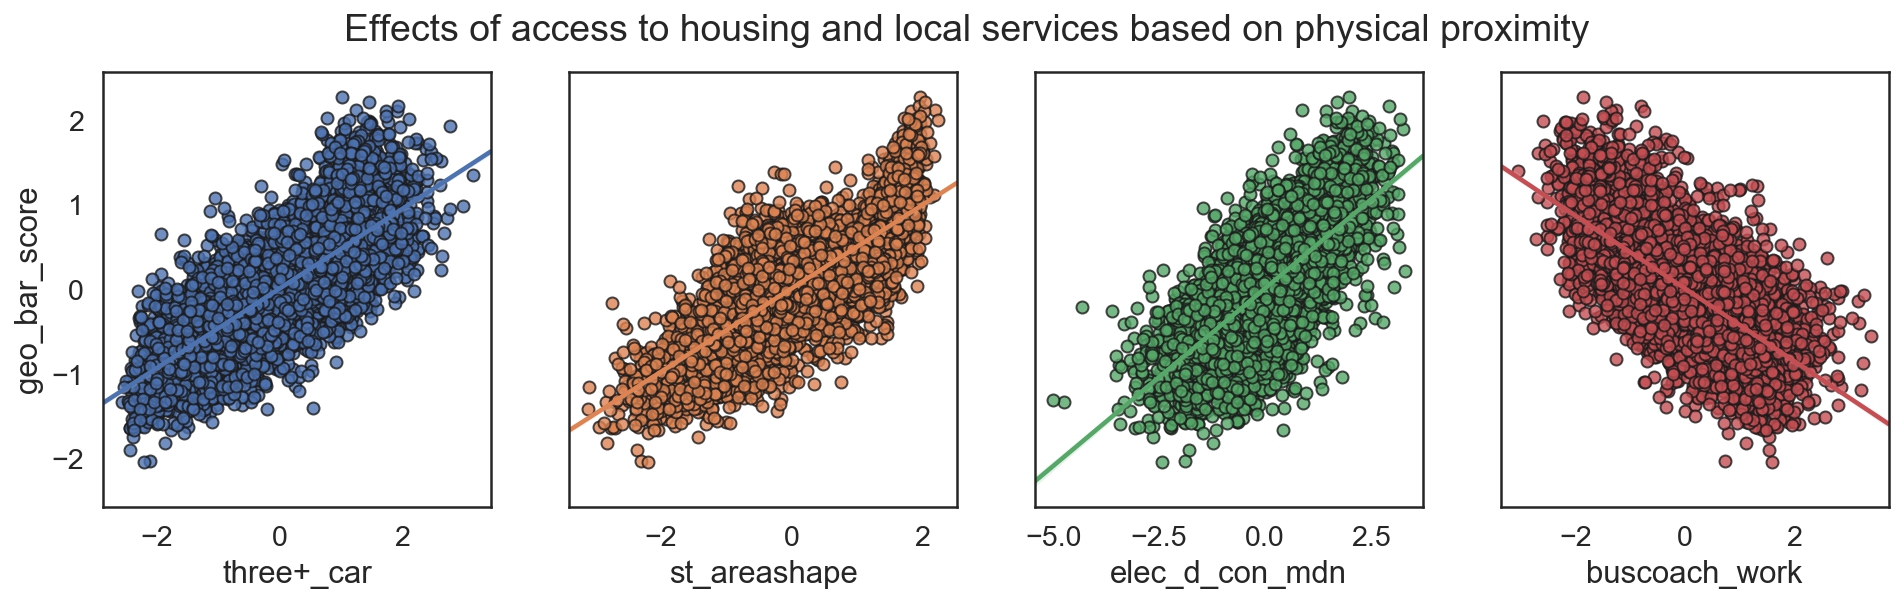 Effects of access to housing and local services based on physical proximity
geo_bar_score
2
1
0
−1
−2
−2 0 2
three+_car
−2 0 2
st_areashape
−5.0 −2.5 0.0 2.5
elec_d_con_mdn
−2 0 2
buscoach_work